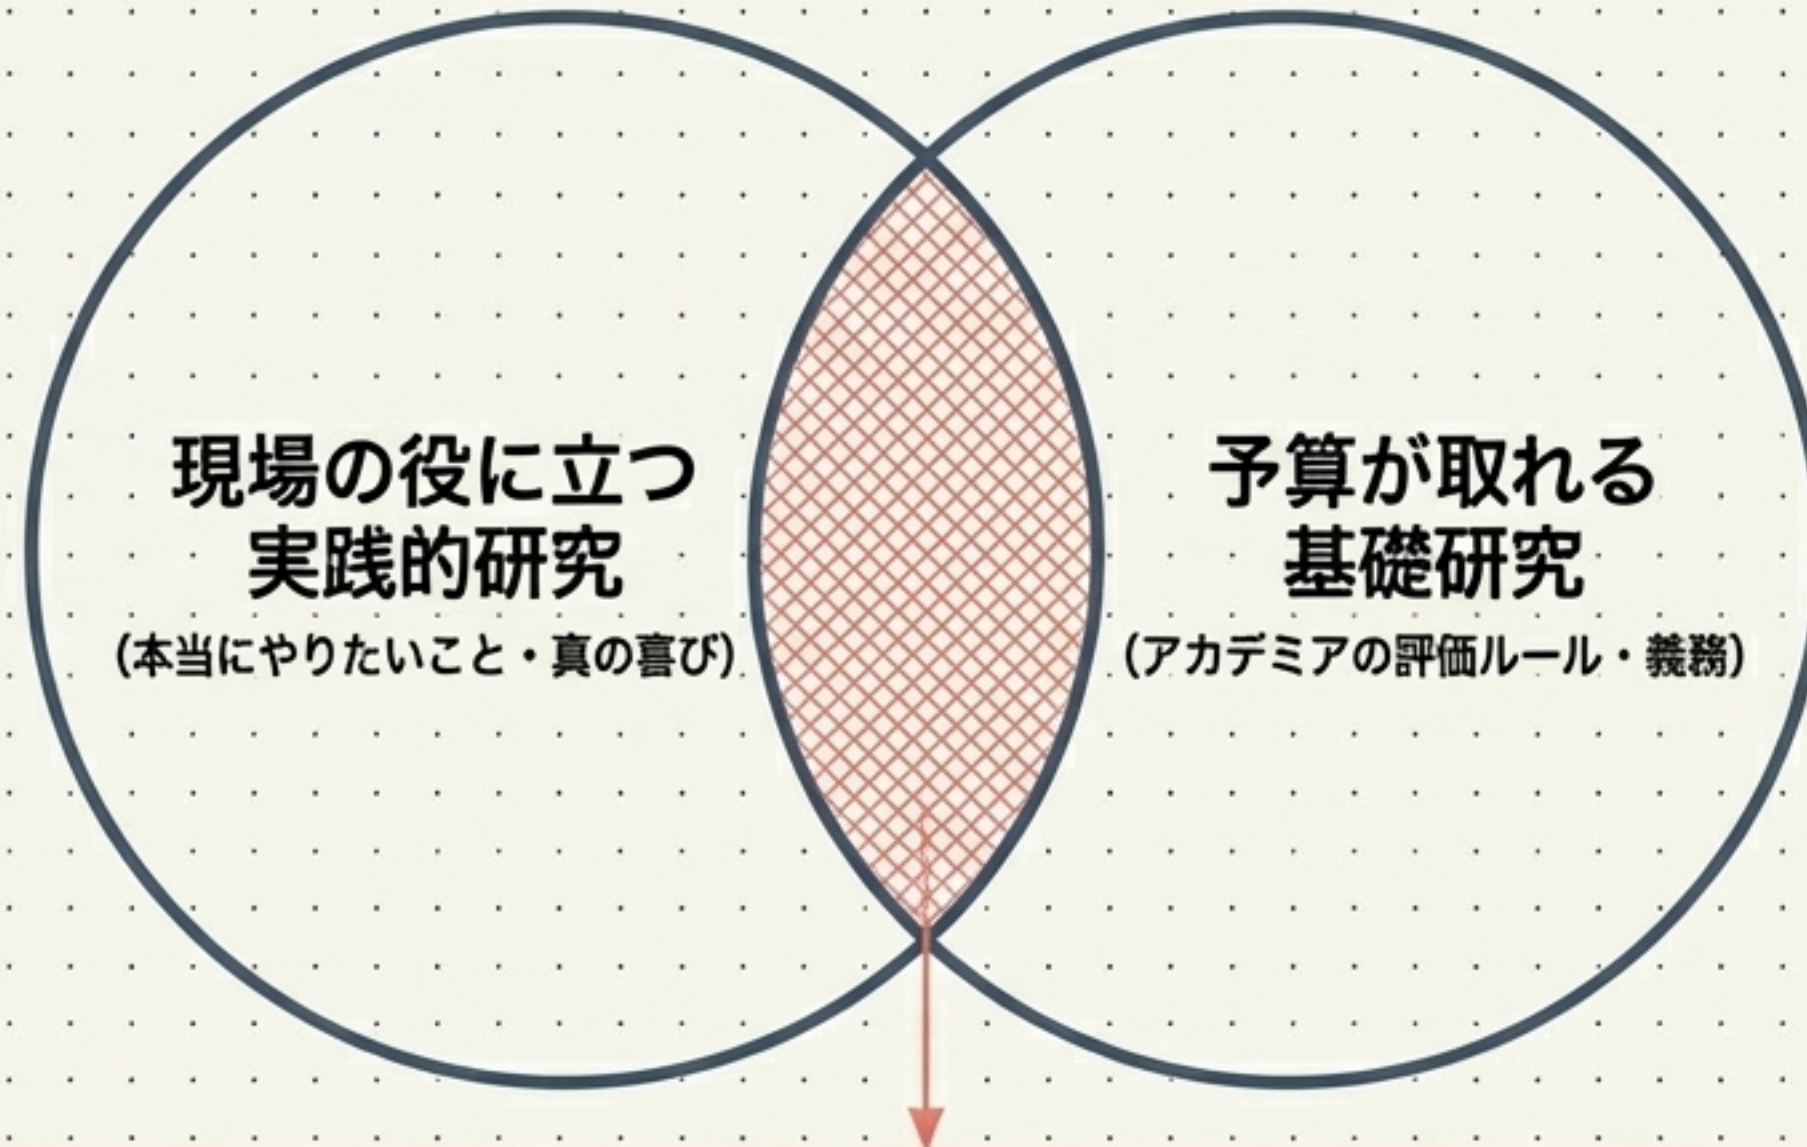 現場の役に立つ
実践的研究
(本当にやりたいこと・真の喜び)
予算が取れる
基礎研究
(アカデミアの評価ルール・義務)